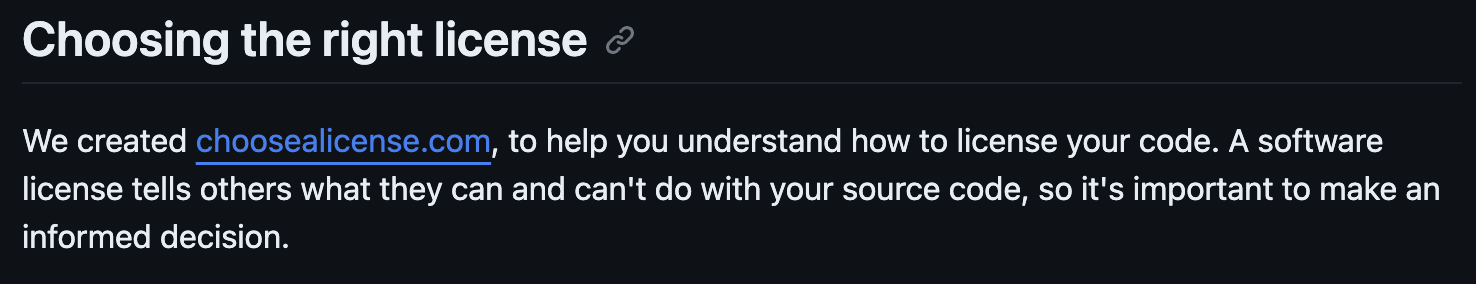 Choosing the right license
We created choosealicense.com, to help you understand how to license your code. A software
license tells others what they can and can't do with your source code, so it's important to make an
informed decision.